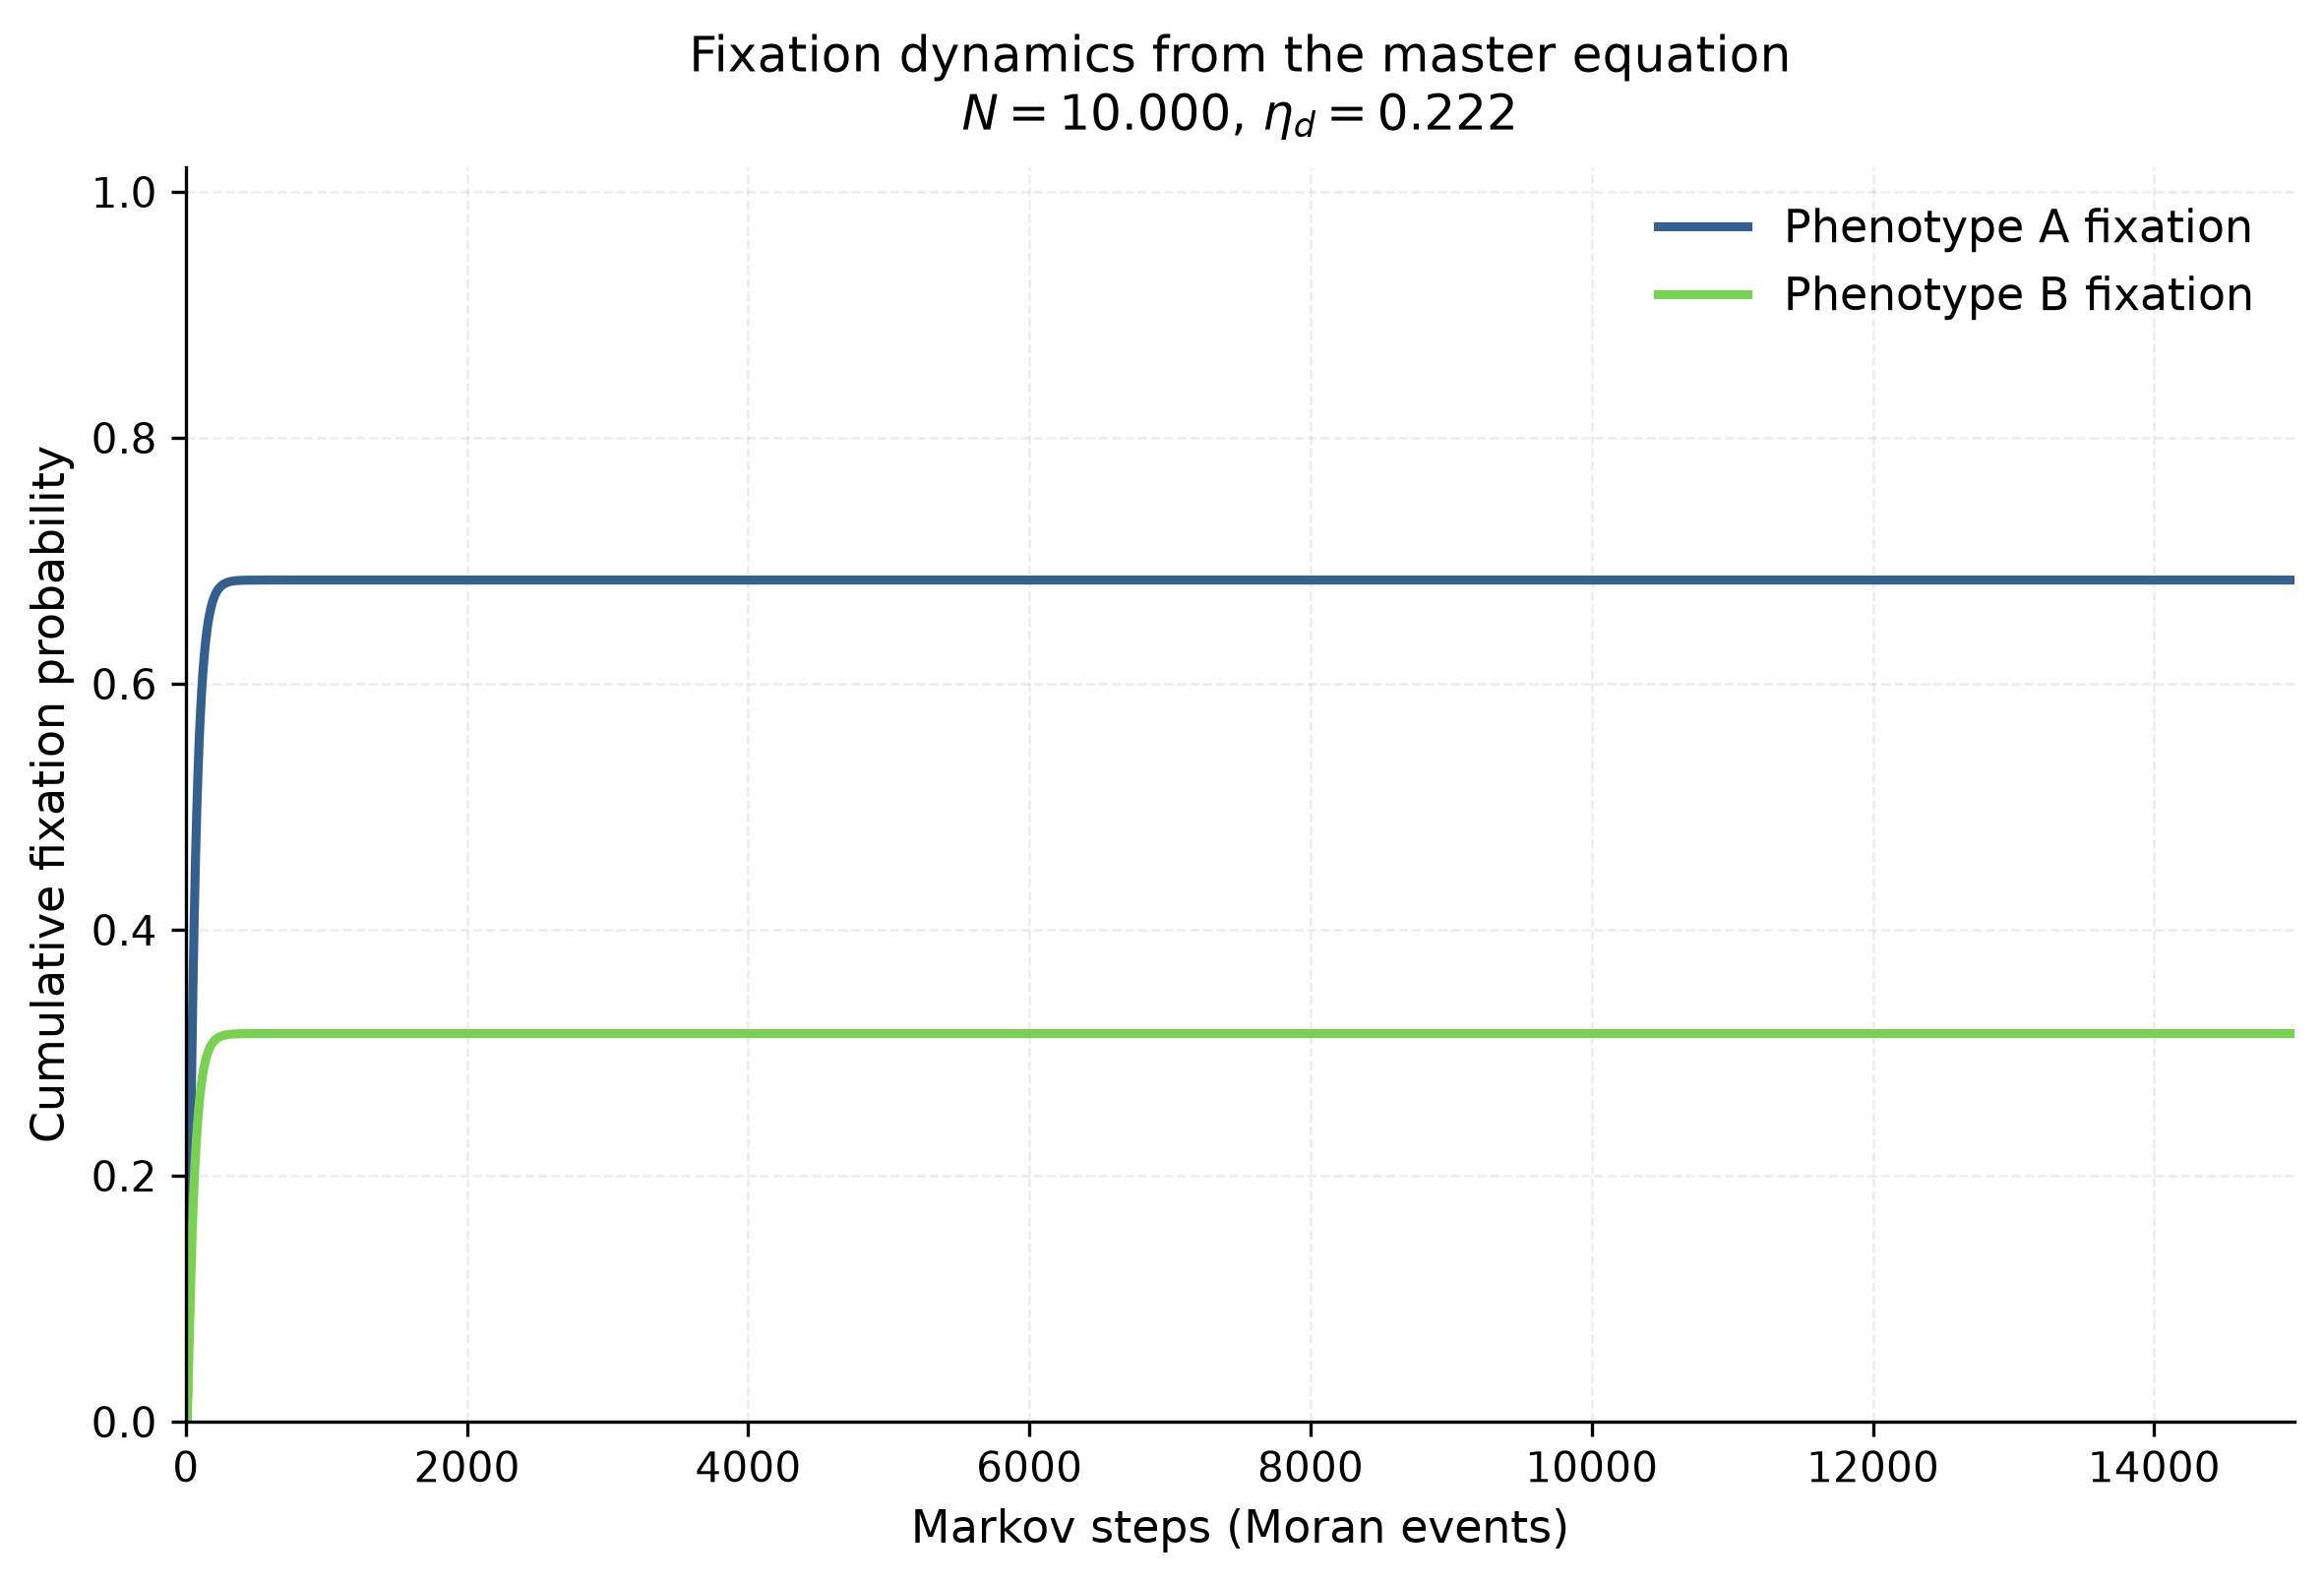 Fixation dynamics from the master equation
N = 10.000, η_d = 0.222
1.0
0.8
0.6
0.4
0.2
0.0
Cumulative fixation probability
Phenotype A fixation
Phenotype B fixation
0 2000 4000 6000 8000 10000 12000 14000
Markov steps (Moran events)